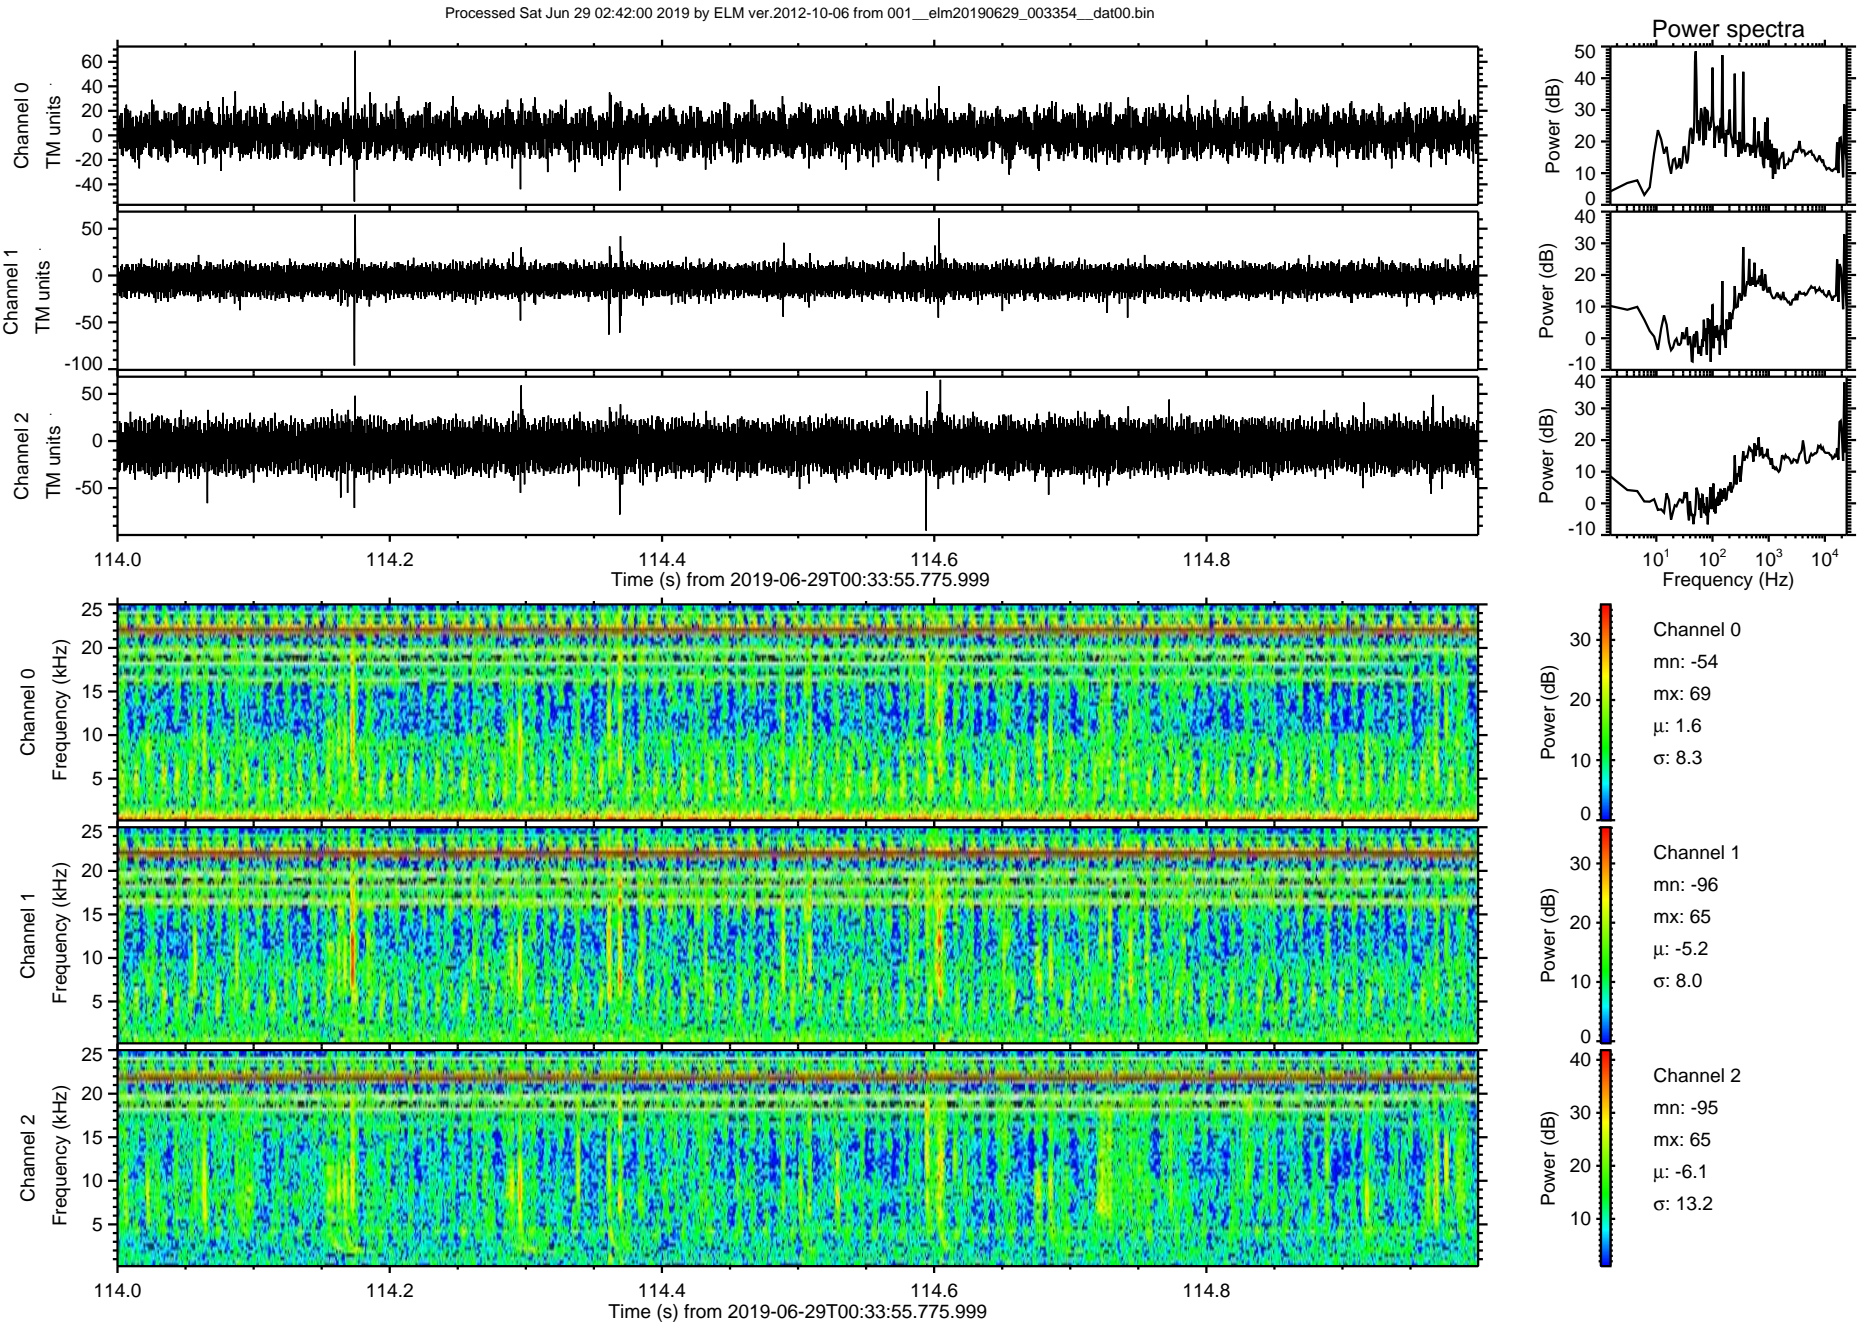 Processed Sat Jun 29 02:42:00 2019 by ELM ver.2012-10-06 from 001__elm20190629_003354__dat00.bin
Power spectra
Channel 0
TM units
60
40
20
0
-20
-40
Power (dB)
50
40
30
20
10
0
Channel 1
TM units
50
0
-50
-100
Power (dB)
40
30
20
10
0
-10
Channel 2
TM units
50
0
-50
Power (dB)
40
30
20
10
0
-10
114.0 114.2 114.4 114.6 114.8
Time (s) from 2019-06-29T00:33:55.775.999
10¹ 10² 10³ 10⁴
Frequency (Hz)
Channel 0
Frequency (kHz)
25
20
15
10
5
Power (dB)
30
20
10
0
Channel 0
mn: -54
mx: 69
μ: 1.6
σ: 8.3
Channel 1
Frequency (kHz)
25
20
15
10
5
Power (dB)
30
20
10
0
Channel 1
mn: -96
mx: 65
μ: -5.2
σ: 8.0
Channel 2
Frequency (kHz)
25
20
15
10
5
Power (dB)
40
30
20
10
Channel 2
mn: -95
mx: 65
μ: -6.1
σ: 13.2
114.0 114.2 114.4 114.6 114.8
Time (s) from 2019-06-29T00:33:55.775.999